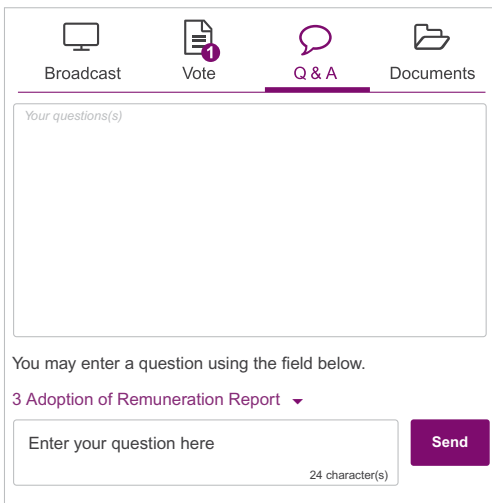 1
Broadcast Vote Q & A Documents
Your questions(s)
You may enter a question using the field below.
3 Adoption of Remuneration Report
Enter your question here
Send
24 character(s)